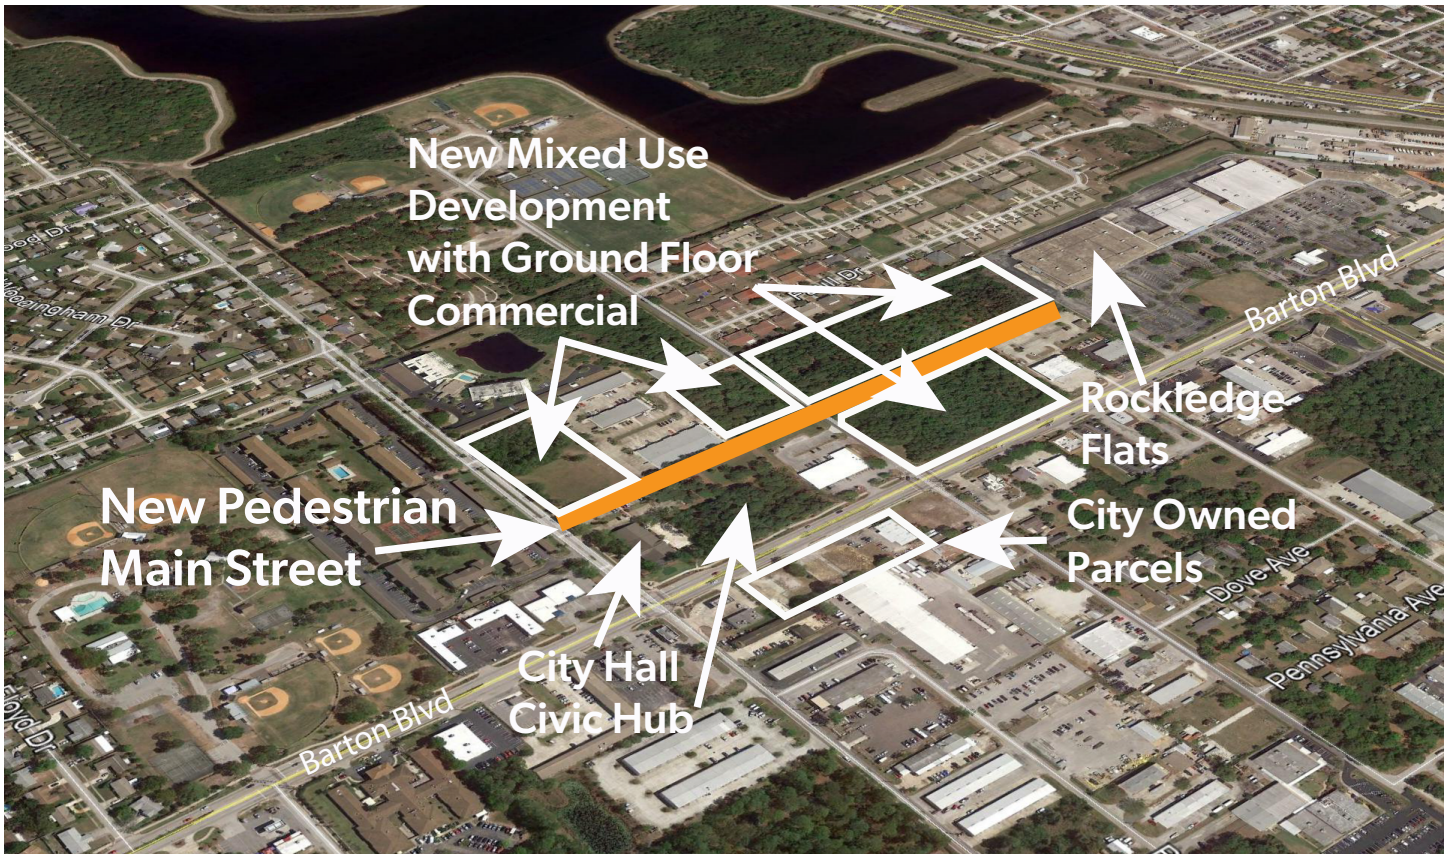 New Mixed Use
Development
with Ground Floor
Commercial
Barton Blvd
Rockledge
Flats
New Pedestrian
Main Street
City Owned
Parcels
Dove Ave
Pennsylvania Ave
City Hall
Civic Hub
Barton Blvd